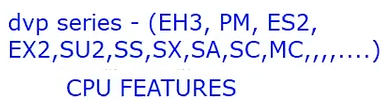 dvp series - (EH3, PM, ES2,
EX2,SU2,SS,SX,SA,SC,MC,,,,....)
CPU FEATURES